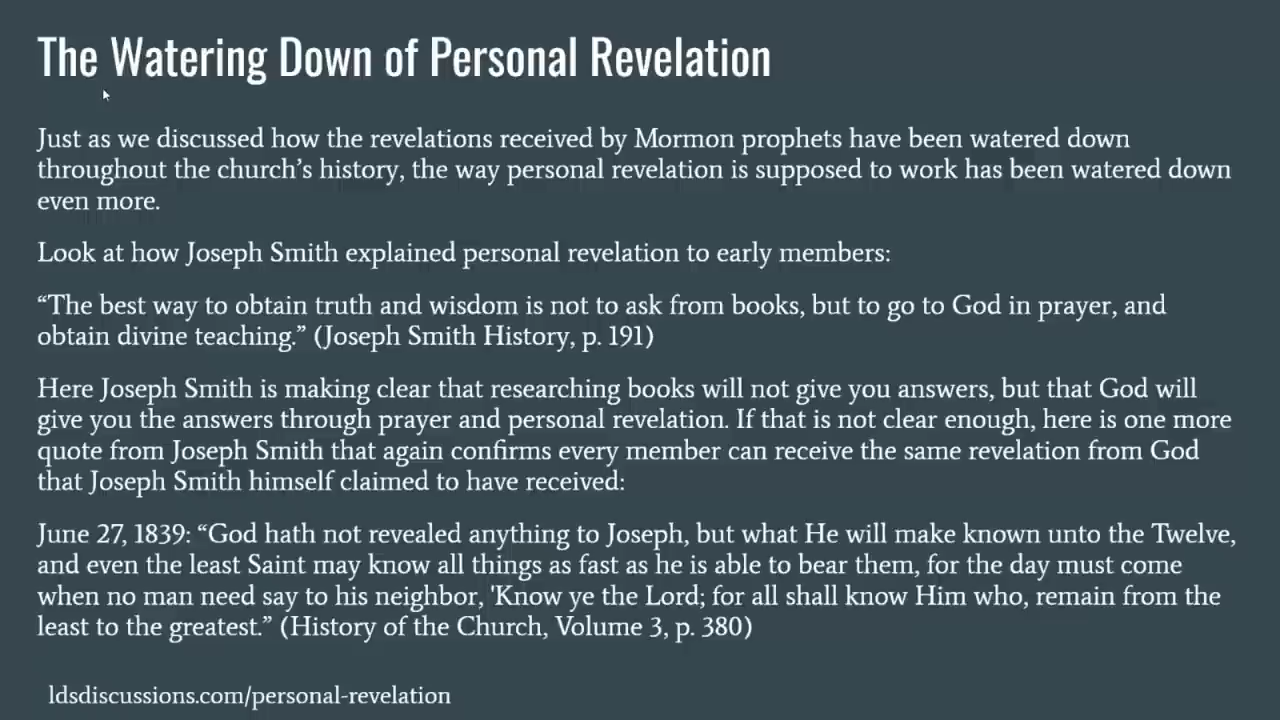 The Watering Down of Personal Revelation
Just as we discussed how the revelations received by Mormon prophets have been watered down
throughout the church’s history, the way personal revelation is supposed to work has been watered down
even more.
Look at how Joseph Smith explained personal revelation to early members:
“The best way to obtain truth and wisdom is not to ask from books, but to go to God in prayer, and
obtain divine teaching.” (Joseph Smith History, p. 191)
Here Joseph Smith is making clear that researching books will not give you answers, but that God will
give you the answers through prayer and personal revelation. If that is not clear enough, here is one more
quote from Joseph Smith that again confirms every member can receive the same revelation from God
that Joseph Smith himself claimed to have received:
June 27, 1839: “God hath not revealed anything to Joseph, but what He will make known unto the Twelve,
and even the least Saint may know all things as fast as he is able to bear them, for the day must come
when no man need say to his neighbor, 'Know ye the Lord; for all shall know Him who, remain from the
least to the greatest.” (History of the Church, Volume 3, p. 380)
ldsdiscussions.com/personal-revelation